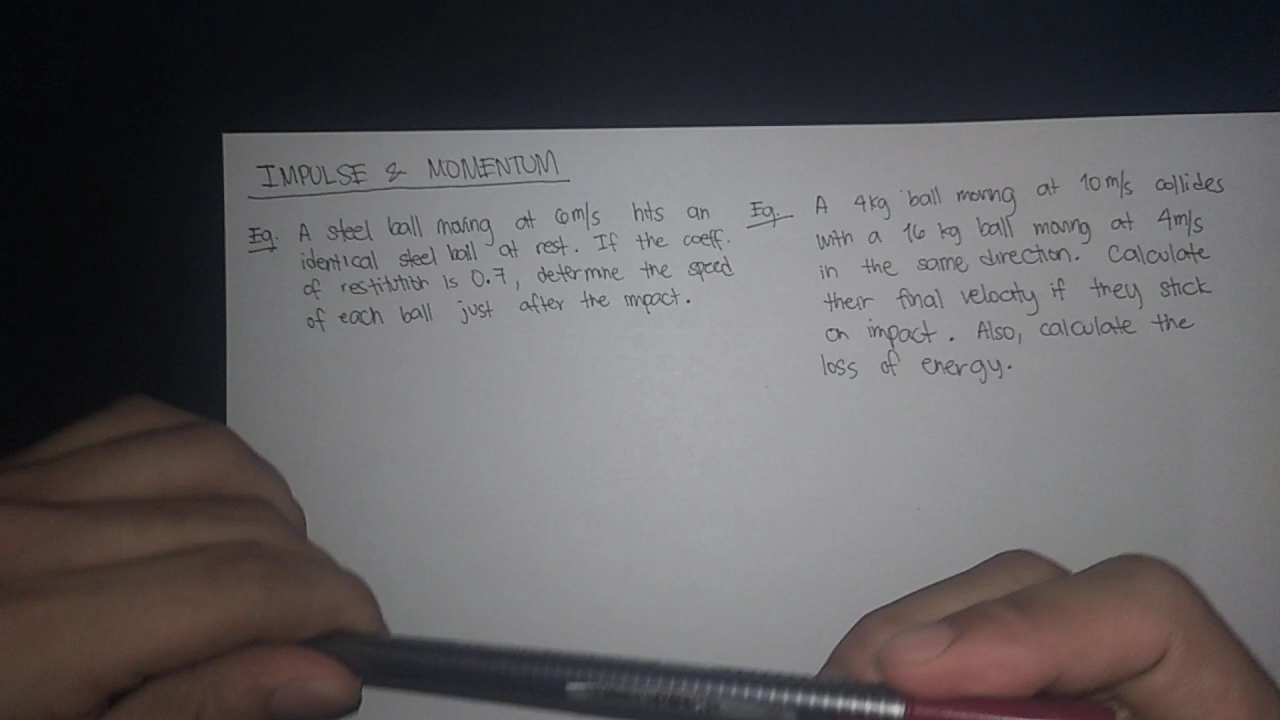 IMPULSE & MOMENTUM
Eg. A steel ball moving at 6m/s hits an
identical steel ball at rest. If the coeff.
of restitution is 0.7, determine the speed
of each ball just after the impact.
Eg. A 4kg ball moving at 10m/s collides
with a 16 kg ball moving at 4m/s
in the same direction. Calculate
their final velocity if they stick
on impact. Also, calculate the
loss of energy.